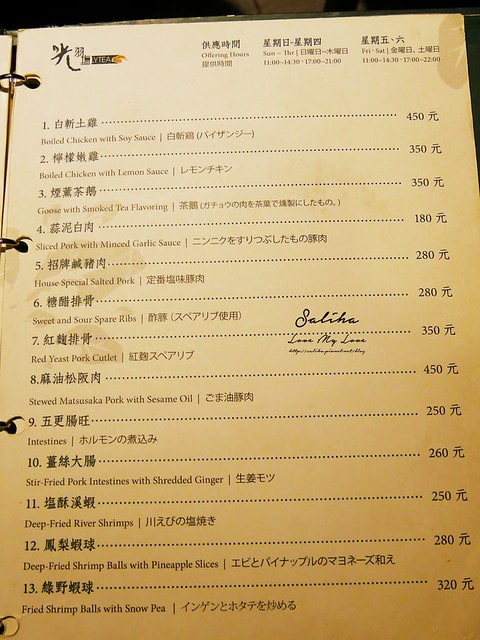 羽
YTEA
供應時間 星期日~星期四 星期五、六
Offering Hours Sun - Thr | 日曜日~木曜日 Fri - Sat | 金曜日、土曜日
提供時間 11:00~14:30、17:00~21:00 11:00~14:30、17:00~22:00
1. 白斬土雞 450 元
Boiled Chicken with Soy Sauce | 白斬鶏 (パイザンジー)
2. 檸檬嫩雞 350 元
Boiled Chicken with Lemon Sauce | レモンチキン
3. 煙薰茶鵝 350 元
Goose with Smoked Tea Flavoring | 茶鵝 (ガチョウの肉を茶葉で燻製にしたもの。)
4. 蒜泥白肉 180 元
Sliced Pork with Minced Garlic Sauce | ニンニクをすりつぶしたもの豚肉
5. 招牌鹹豬肉 280 元
House Special Salted Pork | 定番塩味豚肉
6. 糖醋排骨 280 元
Sweet and Sour Spare Ribs | 酢豚 (スペアリブ使用)
7. 紅麴排骨 350 元
Red Yeast Pork Cutlet | 紅麹スペアリブ
8.麻油松阪肉 450 元
Stewed Matsusaka Pork with Sesame Oil | ごま油豚肉
9. 五更腸旺 250 元
Intestines | ホルモンの煮込み
10. 薑絲大腸 260 元
Stir-Fried Pork Intestines with Shredded Ginger | 生姜モツ
11. 塩酥溪蝦 250 元
Deep-Fried River Shrimps | 川えびの塩焼き
12. 鳳梨蝦球 280 元
Deep-Fried Shrimp Balls with Pineapple Slices | エビとパイナップルのマヨネーズ和え
13. 綠野蝦球 320 元
Fried Shrimp Balls with Snow Pea | インゲンとホタテを炒める
Saliha
Love My Love
http://saliha.pixnet.net/blog